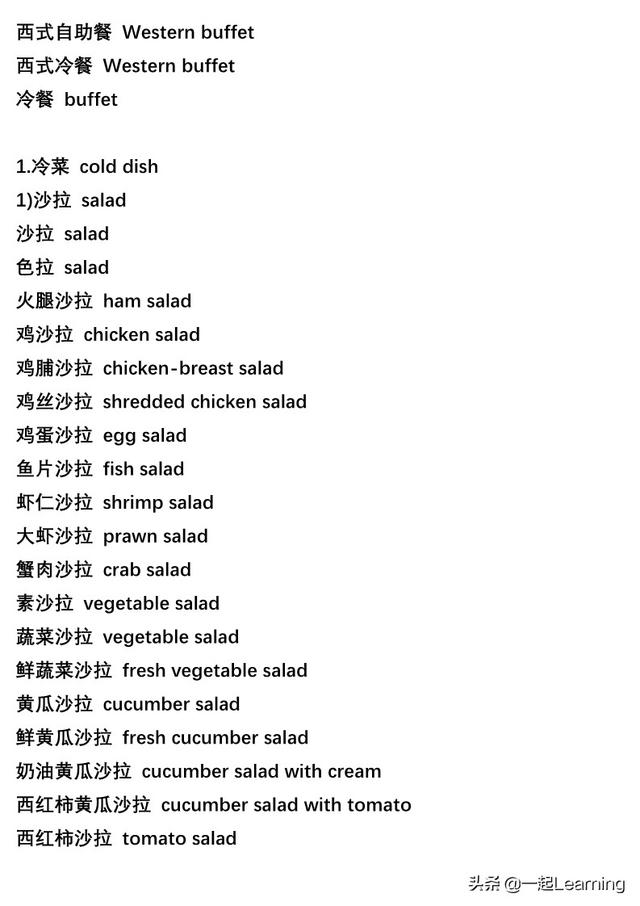 西式自助餐 Western buffet
西式冷餐 Western buffet
冷餐 buffet
1.冷菜 cold dish
1)沙拉 salad
沙拉 salad
色拉 salad
火腿沙拉 ham salad
鸡沙拉 chicken salad
鸡脯沙拉 chicken-breast salad
鸡丝沙拉 shredded chicken salad
鸡蛋沙拉 egg salad
鱼片沙拉 fish salad
虾仁沙拉 shrimp salad
大虾沙拉 prawn salad
蟹肉沙拉 crab salad
素沙拉 vegetable salad
蔬菜沙拉 vegetable salad
鲜蔬菜沙拉 fresh vegetable salad
黄瓜沙拉 cucumber salad
鲜黄瓜沙拉 fresh cucumber salad
奶油黄瓜沙拉 cucumber salad with cream
西红柿黄瓜沙拉 cucumber salad with tomato
西红柿沙拉 tomato salad
头条 @一起Learning